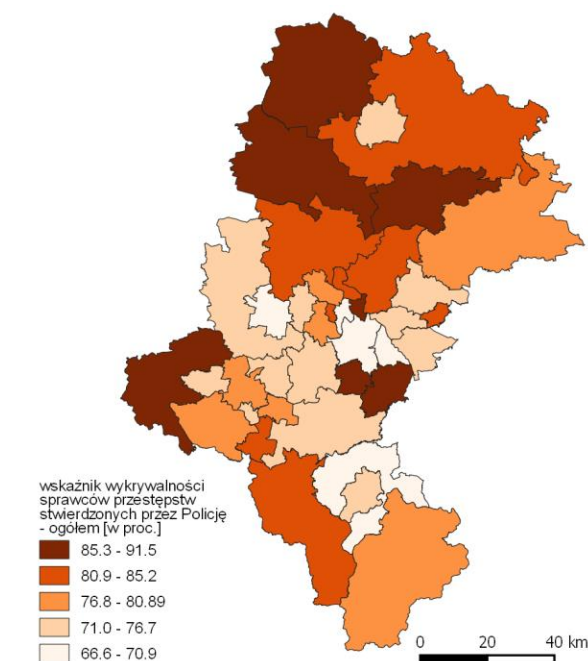 wskaźnik wykrywalności
sprawców przestępstw
stwierdzonych przez Policję
- ogółem [w proc.]
85.3 - 91.5
80.9 - 85.2
76.8 - 80.89
71.0 - 76.7
66.6 - 70.9
0 20 40 km